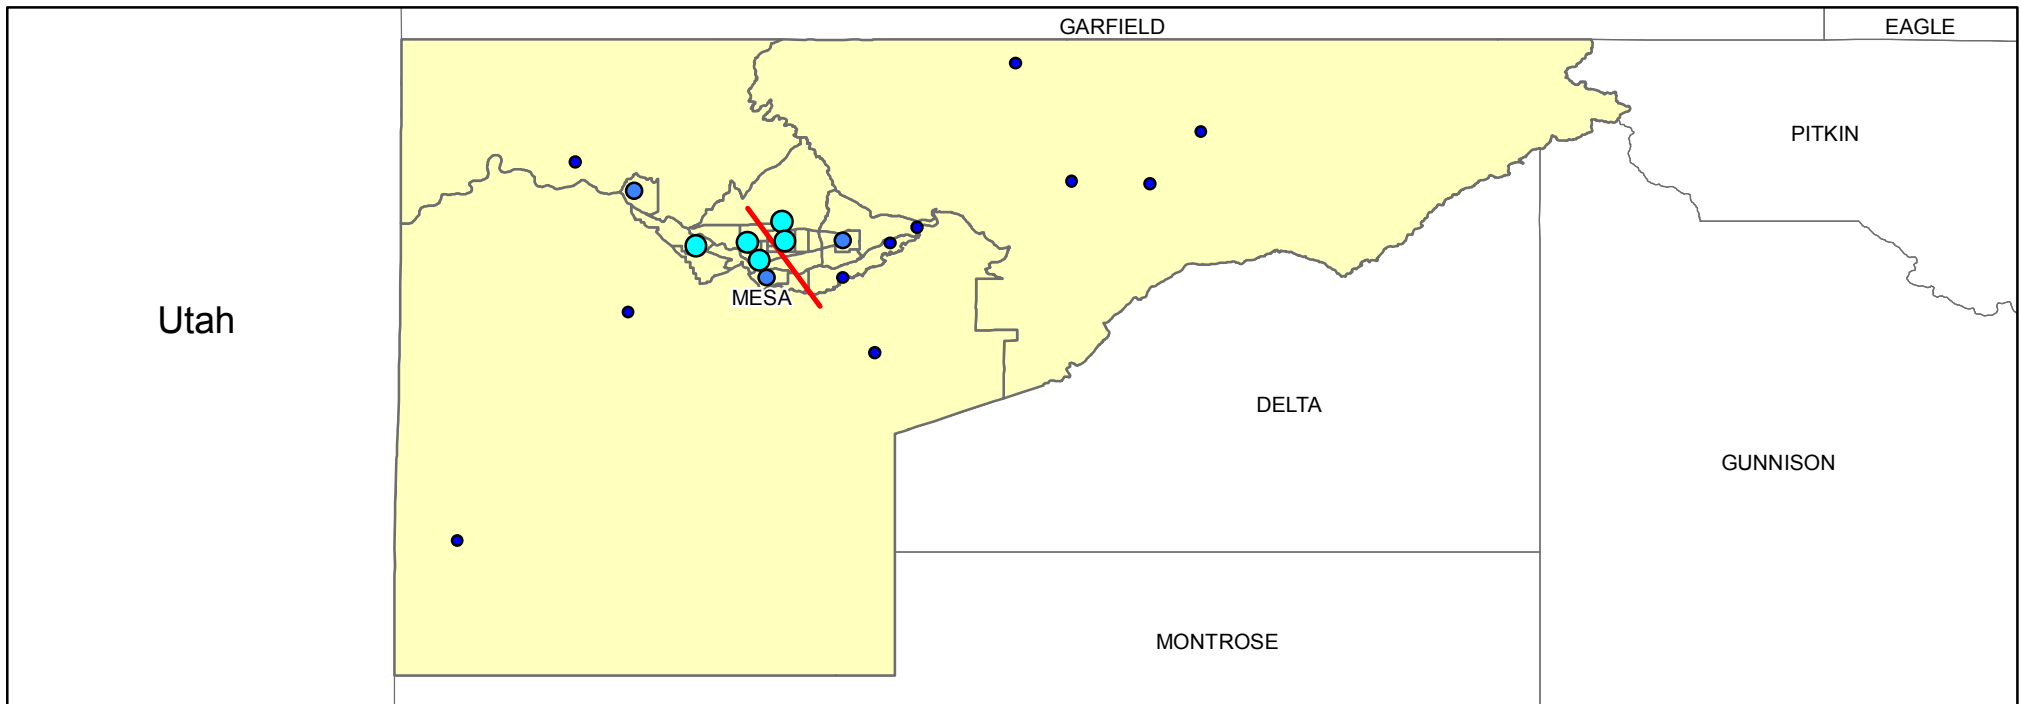 GARFIELD
EAGLE
PITKIN
MESA
Utah
DELTA
GUNNISON
MONTROSE